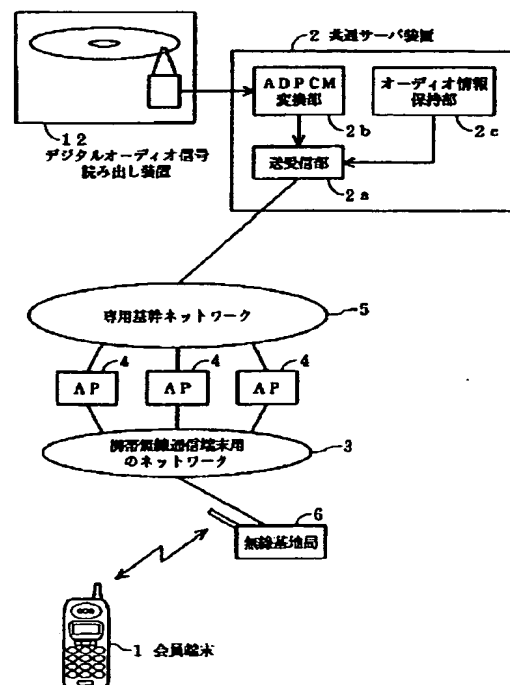 2 共通サーバ装置
ADPCM
変換部
2b
オーディオ情報
保持部
2c
送受信部
2a
12
デジタルオーディオ信号
読み出し装置
専用基幹ネットワーク
5
AP
4
AP
4
AP
4
携帯無線通信端末用
のネットワーク
3
6
無線基地局
1 会員端末